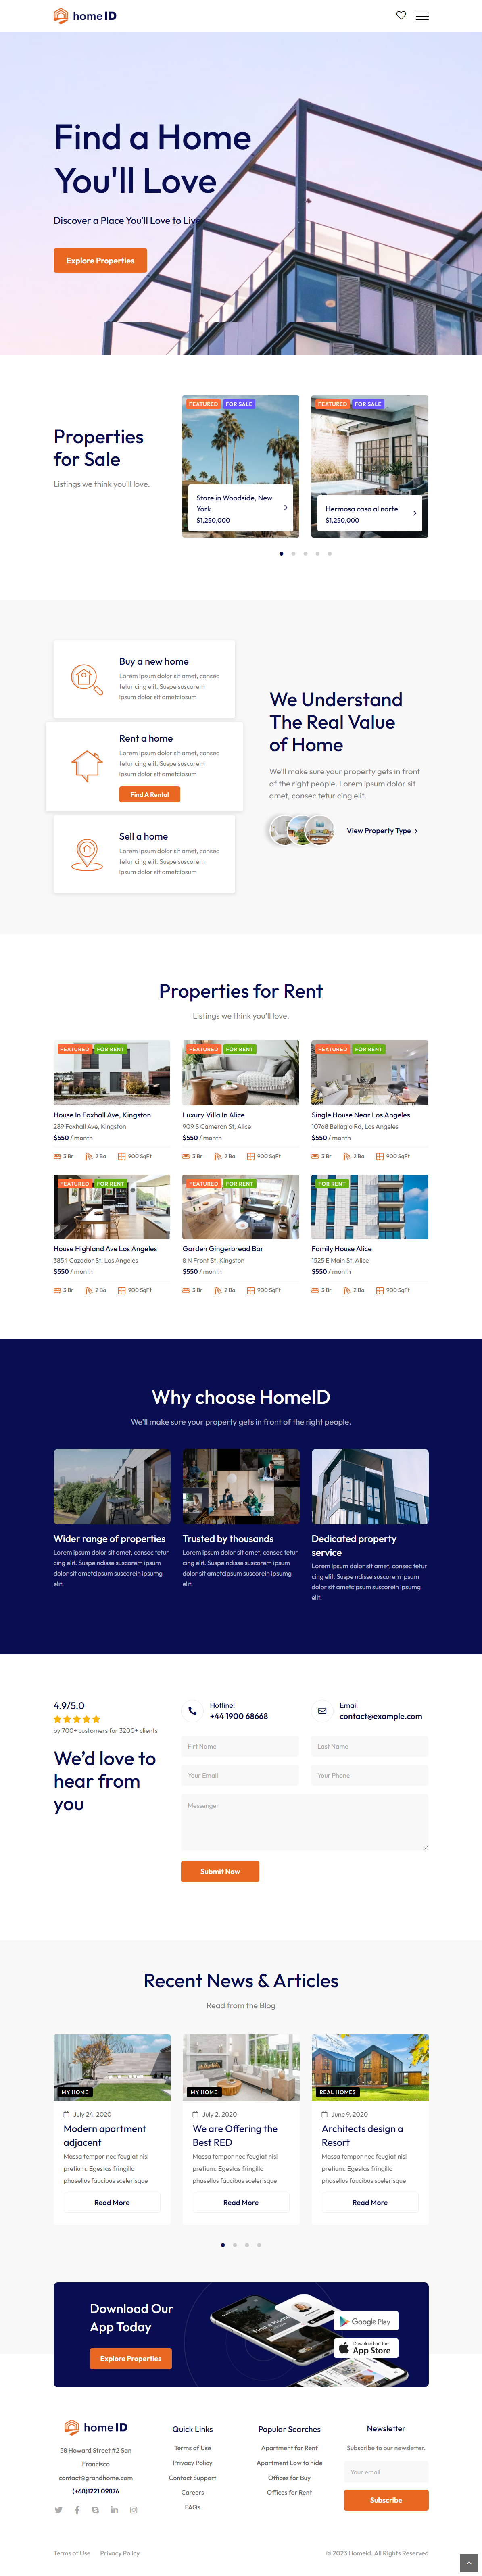 homeID
Find a Home
You'll Love
Discover a Place You'll Love to Live
Explore Properties
Properties
for Sale
Listings we think you'll love.
FEATURED FOR SALE
Store in Woodside, New
York
$1,250,000
FEATURED FOR SALE
Hermosa casa al norte
$1,250,000
Buy a new home
Lorem ipsum dolor sit amet, consec
tetur cing elit. Suspe suscorem
ipsum dolor sit ametcipsum
Rent a home
Lorem ipsum dolor sit amet, consec
tetur cing elit. Suspe suscorem
ipsum dolor sit ametcipsum
Find A Rental
Sell a home
Lorem ipsum dolor sit amet, consec
tetur cing elit. Suspe suscorem
ipsum dolor sit ametcipsum
We Understand
The Real Value
of Home
We'll make sure your property gets in front
of the right people. Lorem ipsum dolor sit
amet, consec tetur cing elit.
View Property Type
Properties for Rent
Listings we think you'll love.
FEATURED FOR RENT
House In Foxhall Ave, Kingston
289 Foxhall Ave, Kingston
$550 / month
3 Br 2 Ba 900 SqFt
FEATURED FOR RENT
Luxury Villa In Alice
909 S Cameron St, Alice
$550 / month
3 Br 2 Ba 900 SqFt
FEATURED FOR RENT
Single House Near Los Angeles
10768 Bellagio Rd, Los Angeles
$550 / month
3 Br 2 Ba 900 SqFt
FEATURED FOR RENT
House Highland Ave Los Angeles
3854 Cazador St, Los Angeles
$550 / month
3 Br 2 Ba 900 SqFt
FEATURED FOR RENT
Garden Gingerbread Bar
8 N Front St, Kingston
$550 / month
3 Br 2 Ba 900 SqFt
FOR RENT
Family House Alice
1525 E Main St, Alice
$550 / month
3 Br 2 Ba 900 SqFt
Why choose HomeID
We'll make sure your property gets in front of the right people.
Wider range of properties
Lorem ipsum dolor sit amet, consec tetur
cing elit. Suspe ndisse suscorem ipsum
dolor sit ametcipsum suscorein ipsumg
elit.
Trusted by thousands
Lorem ipsum dolor sit amet, consec tetur
cing elit. Suspe ndisse suscorem ipsum
dolor sit ametcipsum suscorein ipsumg
elit.
Dedicated property
service
Lorem ipsum dolor sit amet, consec tetur
cing elit. Suspe ndisse suscorem ipsum
dolor sit ametcipsum suscorein ipsumg
elit.
4.9/5.0
by 700+ customers for 3200+ clients
We'd love to
hear from
you
Hotline!
+44 1900 68668
Email
contact@example.com
Firt Name
Last Name
Your Email
Your Phone
Messenger
Submit Now
Recent News & Articles
Read from the Blog
MY HOME
July 24, 2020
Modern apartment
adjacent
Massa tempor nec feugiat nisl
pretium. Egestas fringilla
phasellus faucibus scelerisque
Read More
MY HOME
July 2, 2020
We are Offering the
Best RED
Massa tempor nec feugiat nisl
pretium. Egestas fringilla
phasellus faucibus scelerisque
Read More
REAL HOMES
June 9, 2020
Architects design a
Resort
Massa tempor nec feugiat nisl
pretium. Egestas fringilla
phasellus faucibus scelerisque
Read More
Download Our
App Today
Explore Properties
Google Play
Download on the
App Store
homeID
58 Howard Street #2 San
Francisco
contact@grandhome.com
(+68)1221 09876
Quick Links
Terms of Use
Privacy Policy
Contact Support
Careers
FAQs
Popular Searches
Apartment for Rent
Apartment Low to hide
Offices for Buy
Offices for Rent
Newsletter
Subscribe to our newsletter.
Your email
Subscribe
Terms of Use Privacy Policy
© 2023 Homeid. All Rights Reserved